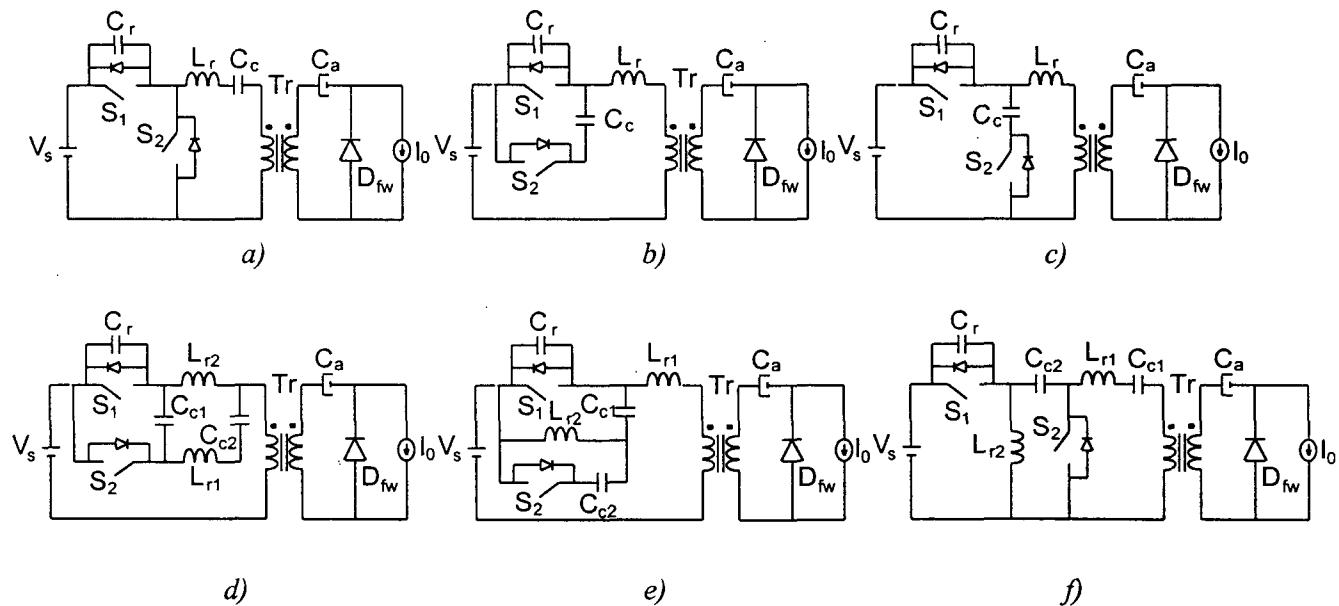 Cr Lr Cc Tr Ca S1 S2 Vs Dfw I0
a)
Cr Lr Tr Ca S1 Cc Vs S2 Dfw I0
b)
Cr Lr Ca S1 Cc S2 Vs Dfw I0
c)
Cr Lr2 Tr Ca S1 Cc1 Cc2 Vs S2 Lr1 Dfw I0
d)
Cr Lr1 Tr Ca S1 Cc1 Lr2 Vs S2 Cc2 Dfw I0
e)
Cr Cc2 Lr1 Cc1 Tr Ca S1 S2 Vs Lr2 Dfw I0
f)